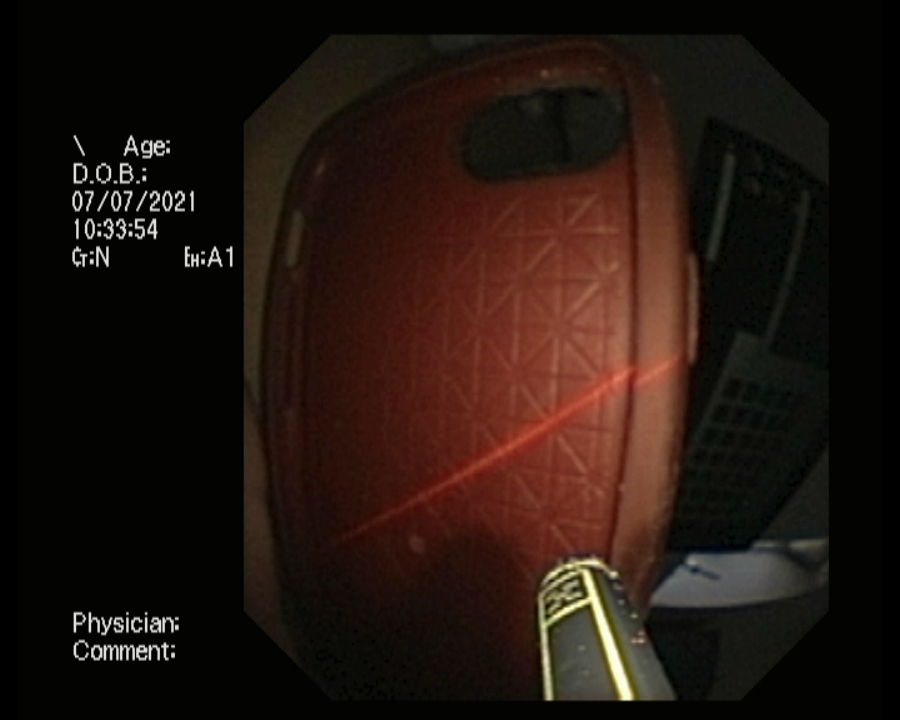 \ Age:
D.O.B.:
07/07/2021
10:33:54
Cr:N EH:A1
Physician:
Comment: